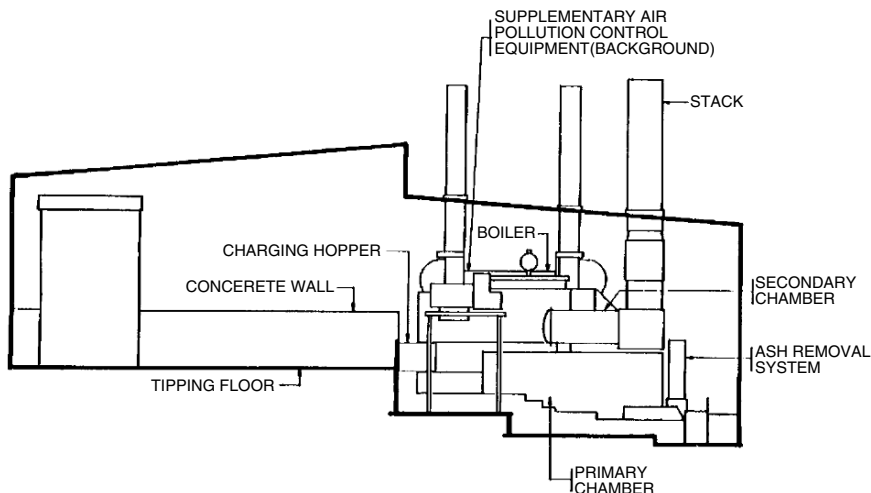 SUPPLEMENTARY AIR
POLLUTION CONTROL
EQUIPMENT(BACKGROUND)
STACK
BOILER
CHARGING HOPPER
CONCERETE WALL
SECONDARY
CHAMBER
ASH REMOVAL
SYSTEM
TIPPING FLOOR
PRIMARY
CHAMBER